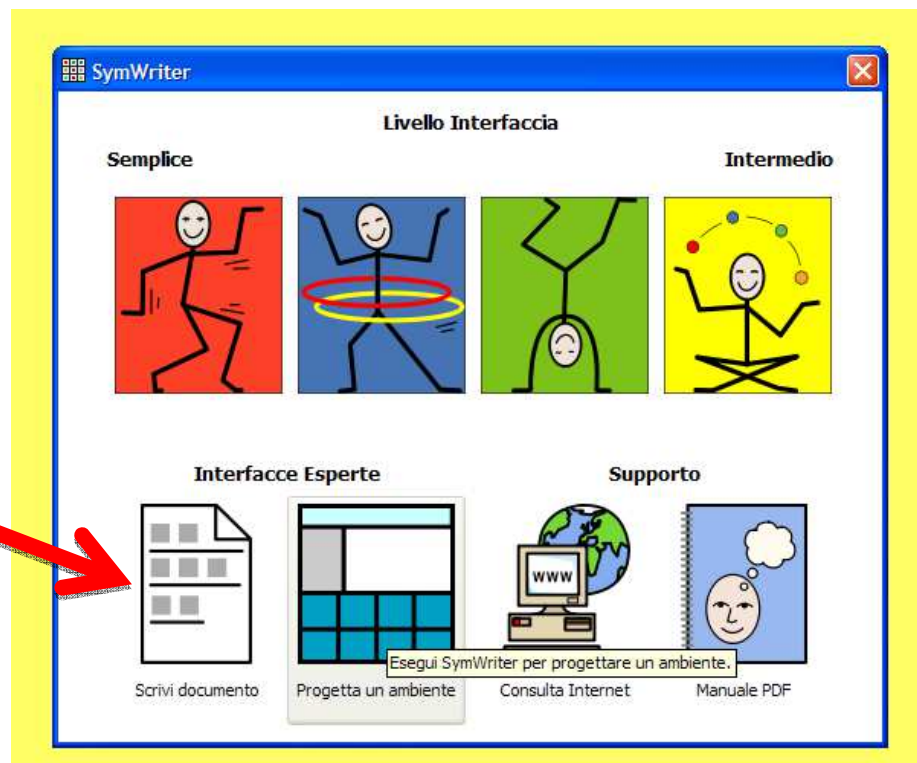 SymWriter
Livello Interfaccia
Semplice Intermedio
Interfacce Esperte Supporto
WWW
Esegui SymWriter per progettare un ambiente.
Scrivi documento Progetta un ambiente Consulta Internet Manuale PDF